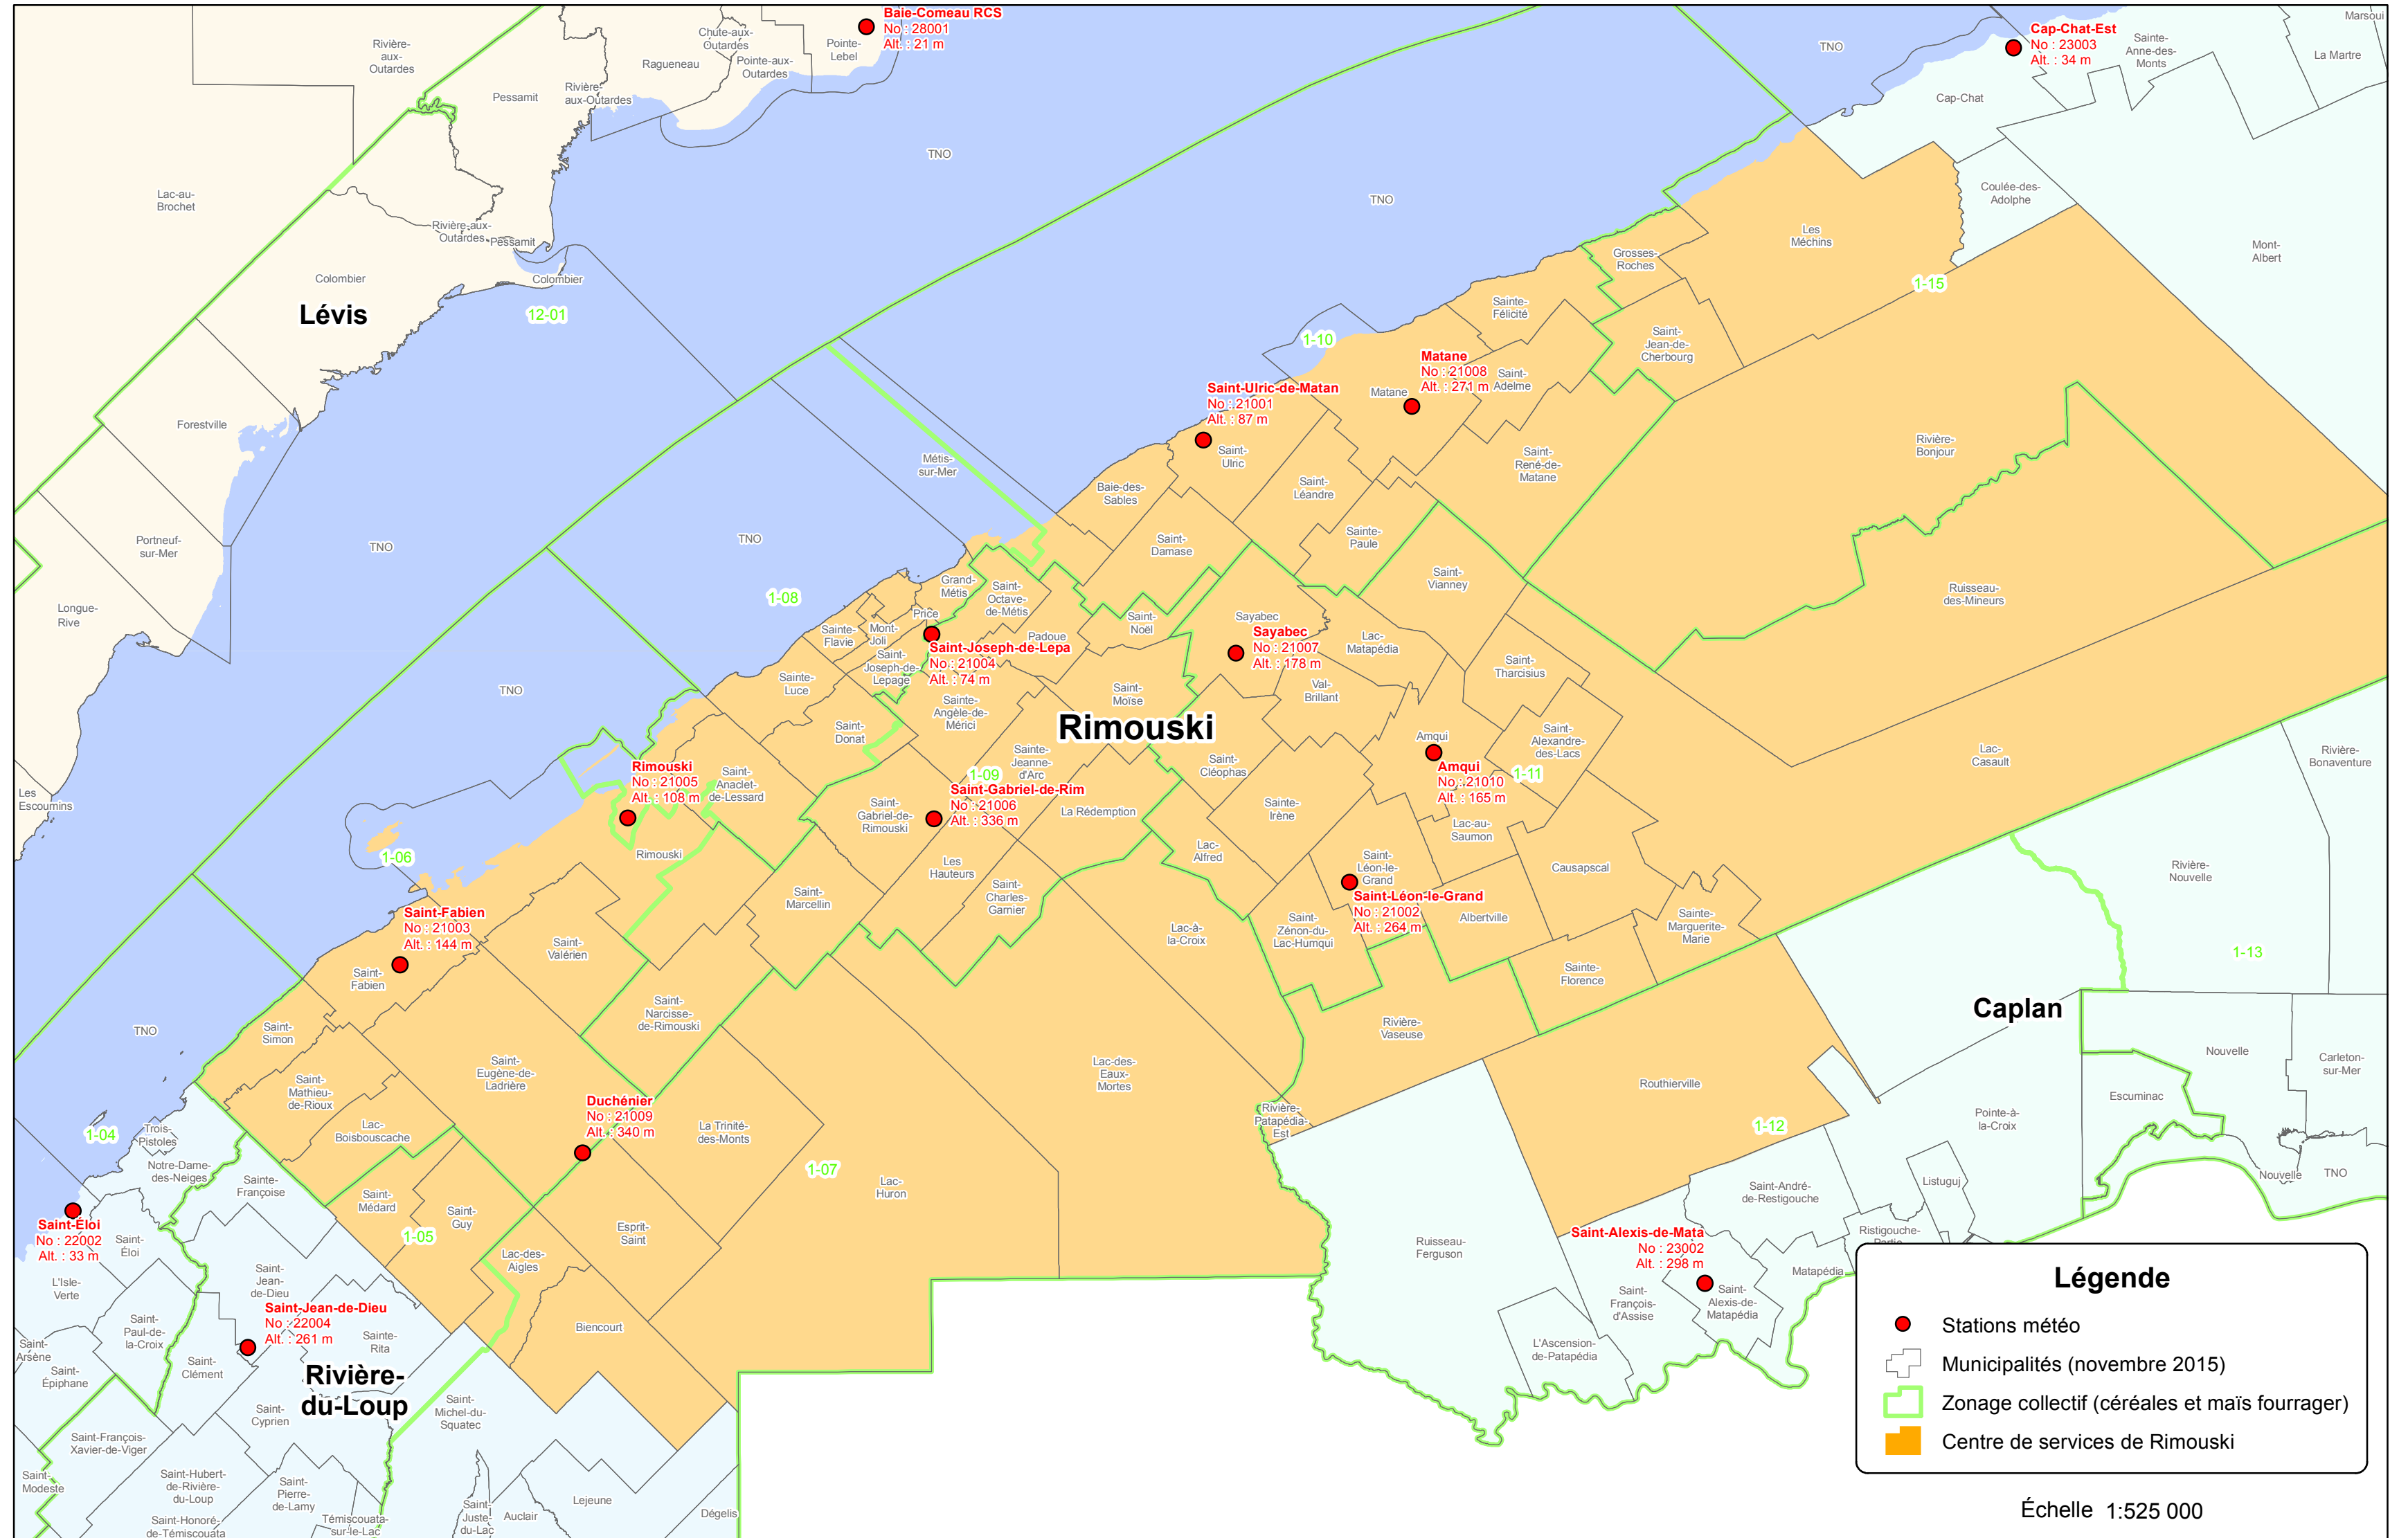 Baie-Comeau RCS
No : 28001
Alt. : 21 m
Cap-Chat-Est
No : 23003
Alt. : 34 m
Marsoui
La Martre
Sainte-
Anne-des-
Monts
TNO
Cap-Chat
Rivière-
aux-
Outardes
Chute-aux-
Outardes
Pointe-
Lebel
Ragueneau
Pointe-aux-
Outardes
Pessamit
Rivière-
aux-Outardes
TNO
TNO
Lac-au-
Brochet
Rivière-aux-
Outardes
Pessamit
Colombier
Colombier
Lévis
12-01
Coulée-des-
Adolphe
Mont-
Albert
Les
Méchins
Grosses-
Roches
1-15
Sainte-
Félicité
1-10
Saint-
Jean-de-
Cherbourg
Matane
No : 21008
Alt. : 271 m
Matane
Saint-
Adelme
Saint-Ulric-de-Matan
No : 21001
Alt. : 87 m
Saint-
Ulric
Forestville
Métis-
sur-Mer
Baie-des-
Sables
Saint-
Léandre
Saint-
René-de-
Matane
Rivière-
Bonjour
Portneuf-
sur-Mer
TNO
TNO
Saint-
Damase
Sainte-
Paule
Saint-
Vianney
Ruisseau-
des-Mineurs
Longue-
Rive
1-08
Grand-
Métis
Saint-
Octave-
de-Métis
Price
Sainte-
Flavie
Mont-
Joli
Padoue
Saint-
Noël
Sayabec
Sayabec
No : 21007
Alt. : 178 m
Lac-
Matapédia
Saint-Joseph-de-Lepa
No : 21004
Alt. : 74 m
Saint-
Joseph-de-
Lepage
Sainte-
Luce
TNO
Saint-
Moïse
Val-
Brillant
Saint-
Tharcisius
Sainte-
Angèle-de-
Mérici
Rimouski
Saint-
Donat
Sainte-
Jeanne-
d'Arc
1-09
Saint-
Cléophas
Amqui
Amqui
No : 21010
Alt. : 165 m
Saint-
Alexandre-
des-Lacs
1-11
Lac-
Casault
Rivière-
Bonaventure
Rimouski
No : 21005
Alt. : 108 m
Saint-
Anaclet-
de-Lessard
Saint-Gabriel-de-Rim
No : 21006
Alt. : 336 m
Saint-
Gabriel-de-
Rimouski
La Rédemption
Sainte-
Irène
Lac-au-
Saumon
Les
Escoumins
Rimouski
1-06
Les
Hauteurs
Lac-
Alfred
Saint-
Léon-le-
Grand
Causapscal
Rivière-
Nouvelle
Saint-
Marcellin
Saint-
Charles-
Garnier
Saint-Léon-le-Grand
No : 21002
Alt. : 264 m
Albertville
Saint-Fabien
No : 21003
Alt. : 144 m
Saint-
Fabien
Saint-
Valérien
Lac-à-
la-Croix
Saint-
Zénon-du-
Lac-Humqui
Sainte-
Marguerite-
Marie
1-13
Sainte-
Florence
Caplan
Saint-
Simon
TNO
Saint-
Narcisse-
de-Rimouski
Rivière-
Vaseuse
Saint-
Mathieu-
de-Rioux
Saint-
Eugène-de-
Ladrière
Lac-des-
Eaux-
Mortes
Routhierville
Nouvelle
Carleton-
sur-Mer
Escuminac
Pointe-à-
la-Croix
1-12
Duchénier
No : 21009
Alt. : 340 m
Lac-
Boisbouscache
La Trinité-
des-Monts
Rivière-
Patapédia-
Est
1-04
Trois-
Pistoles
Notre-Dame-
des-Neiges
Sainte-
Françoise
1-07
Lac-
Huron
Nouvelle
TNO
Listuguj
Saint-André-
de-Restigouche
Saint-
Médard
Saint-
Guy
1-05
Esprit-
Saint
Saint-Éloi
No : 22002
Alt. : 33 m
Saint-
Éloi
Saint-Alexis-de-Mata
No : 23002
Alt. : 298 m
Ristigouche-
Ruisseau-
Ferguson
Lac-des-
Aigles
Matapédia
L'Isle-
Verte
Saint-
Jean-
de-Dieu
Saint-Jean-de-Dieu
No : 22004
Alt. : 261 m
Saint-
Paul-de-
la-Croix
Sainte-
Rita
Biencourt
Saint-
François-
d'Assise
Saint-
Alexis-de-
Matapédia
L'Ascension-
de-Patapédia
Saint-
Arsène
Saint-
Épiphane
Saint-
Clément
Rivière-
du-Loup
Saint-
Cyprien
Saint-
Michel-du-
Squatec
Saint-François-
Xavier-de-Viger
Saint-
Modeste
Saint-Hubert-
de-Rivière-
du-Loup
Saint-
Pierre-
de-Lamy
Saint-Honoré-
de-Témiscouata
Témiscouata-
sur-le-Lac
Saint-
Juste-
du-Lac
Auclair
Lejeune
Dégelis
Légende
Stations météo
Municipalités (novembre 2015)
Zonage collectif (céréales et maïs fourrager)
Centre de services de Rimouski
Échelle 1:525 000